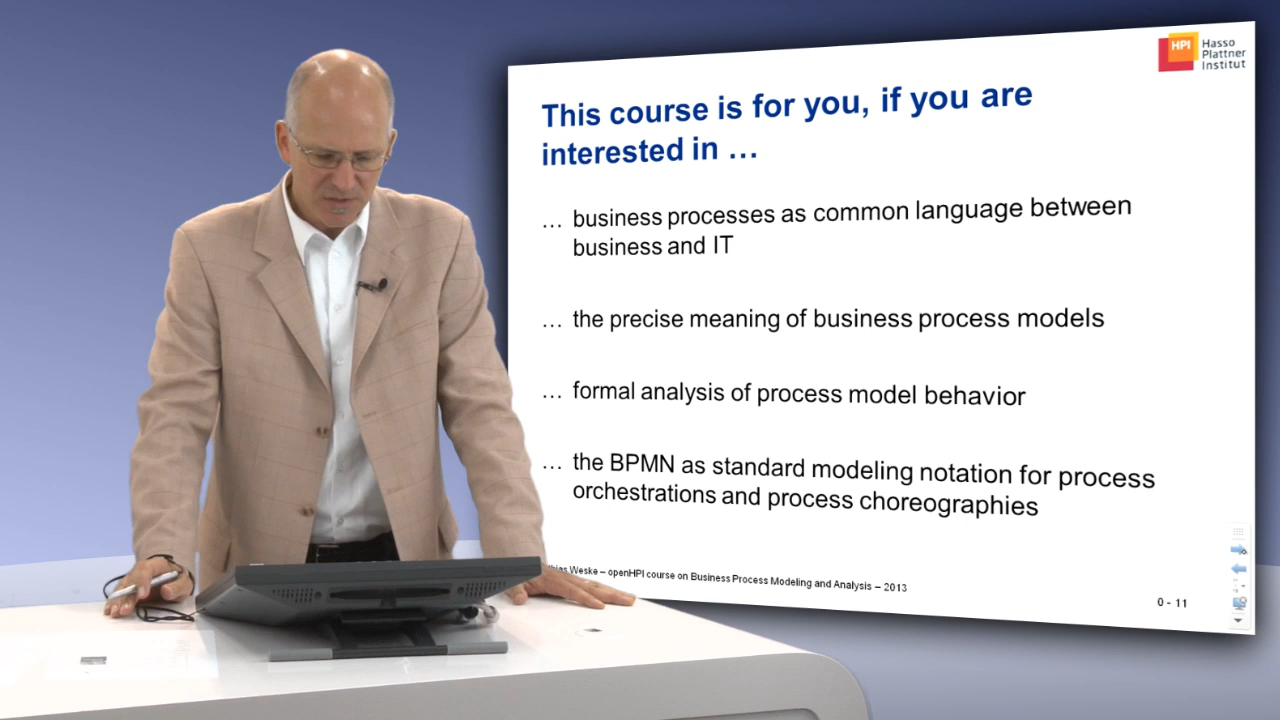 HPI
Hasso
Plattner
Institut
This course is for you, if you are
interested in …
… business processes as common language between
business and IT
… the precise meaning of business process models
… formal analysis of process model behavior
… the BPMN as standard modeling notation for process
orchestrations and process choreographies
Weske – openHPI course on Business Process Modeling and Analysis – 2013
0 - 11